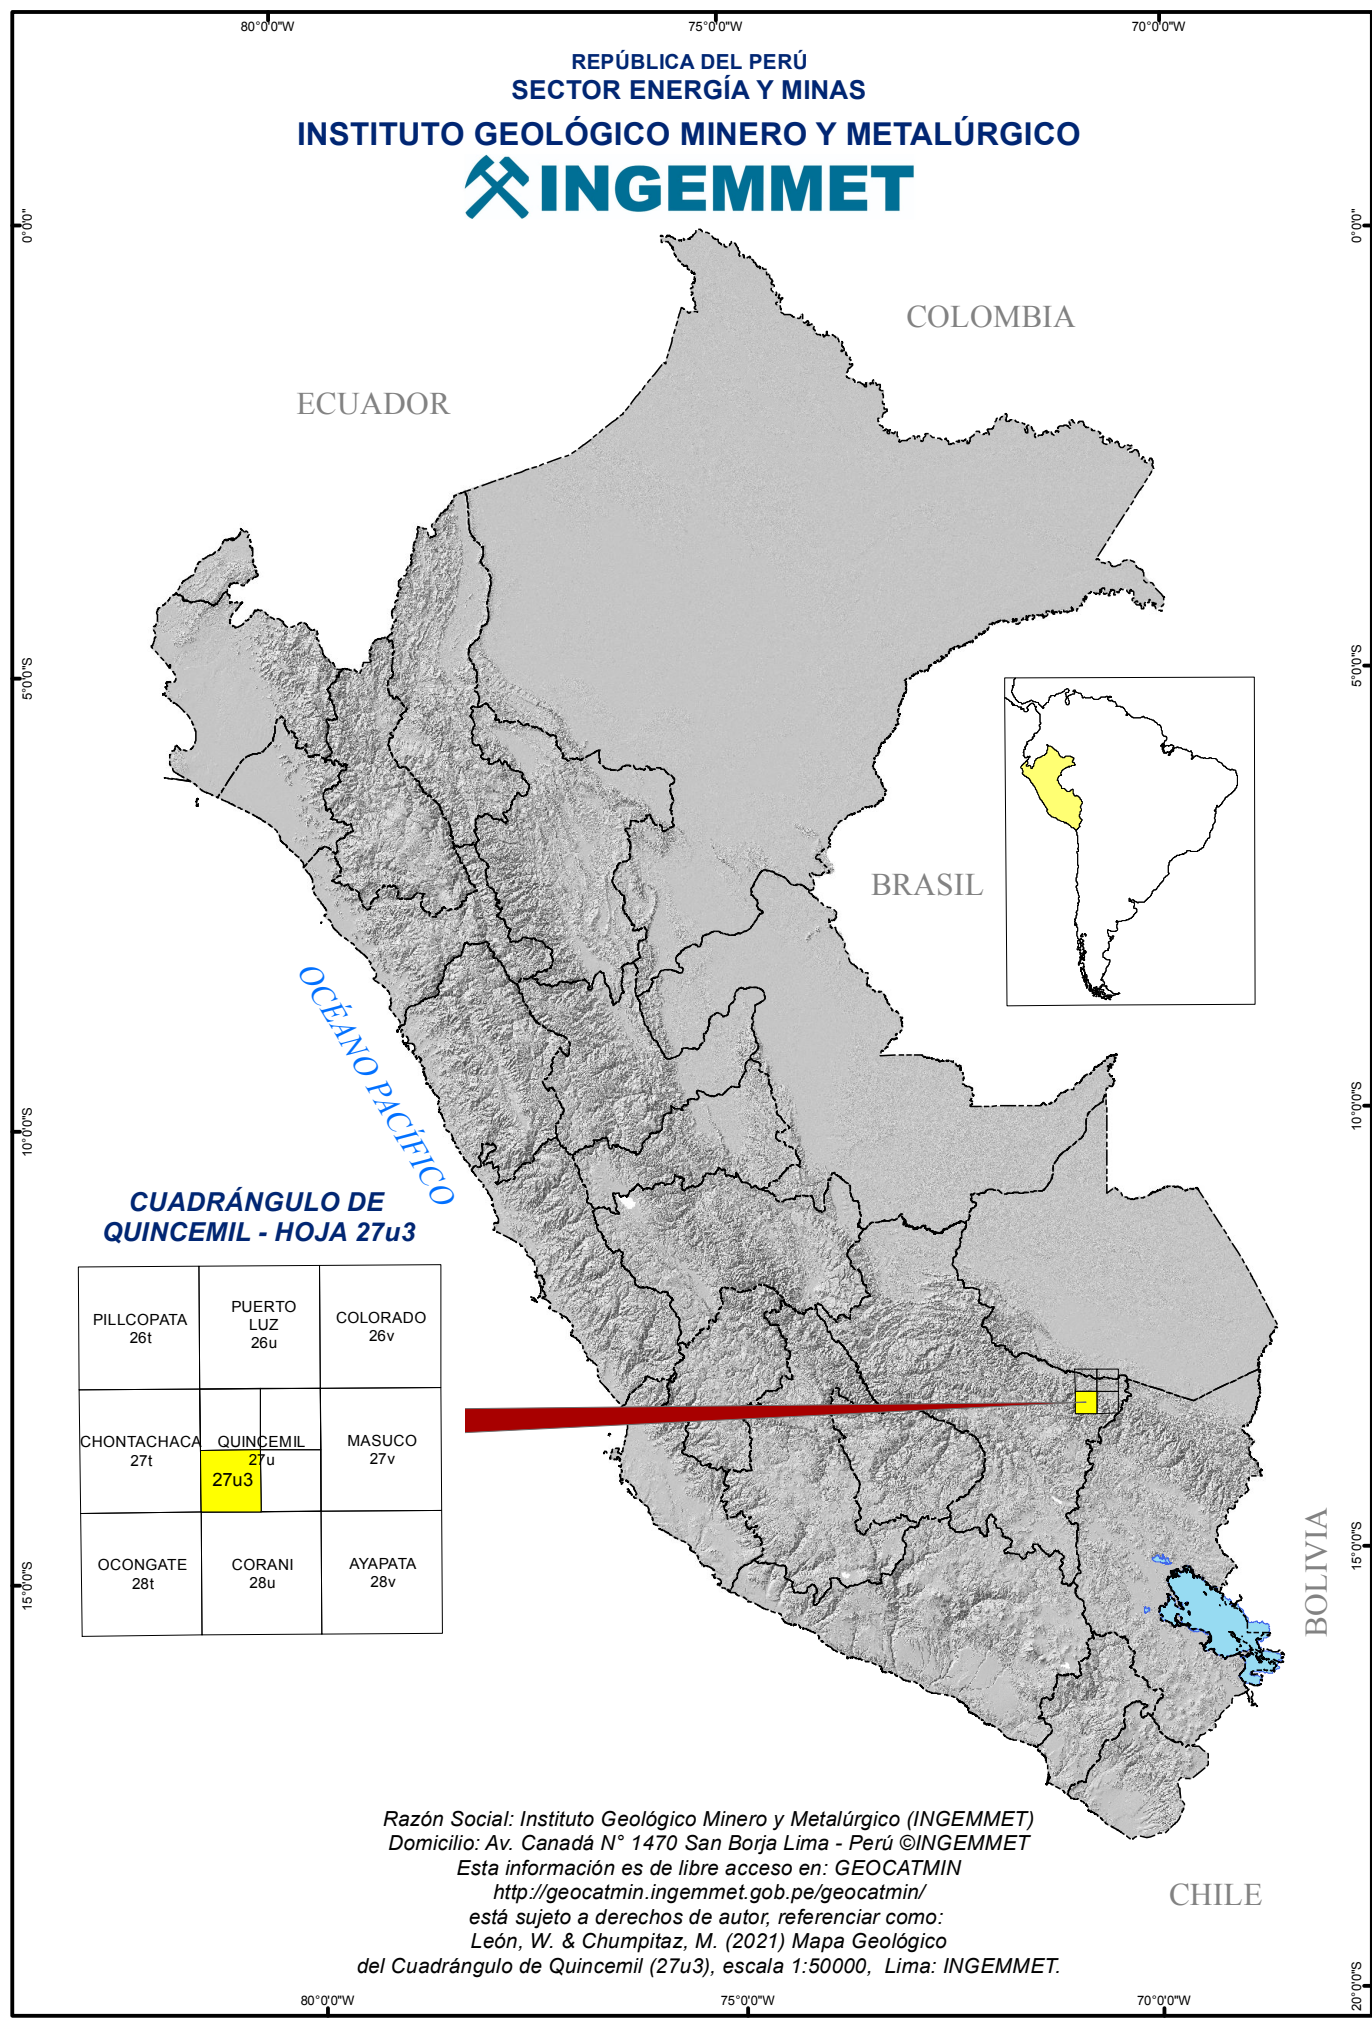 80°0'0"W
75°0'0"W
70°0'0"W
REPÚBLICA DEL PERÚ
SECTOR ENERGÍA Y MINAS
INSTITUTO GEOLÓGICO MINERO Y METALÚRGICO
INGEMMET
0°0'0"
0°0'0"
COLOMBIA
ECUADOR
5°0'0"S
5°0'0"S
BRASIL
OCÉANO PACÍFICO
10°0'0"S
10°0'0"S
CUADRÁNGULO DE
QUINCEMIL - HOJA 27u3
PILLCOPATA
26t
PUERTO
LUZ
26u
COLORADO
26v
CHONTACHACA
27t
QUINCEMIL
27u
27u3
MASUCO
27v
OCONGATE
28t
CORANI
28u
AYAPATA
28v
15°0'0"S
15°0'0"S
BOLIVIA
Razón Social: Instituto Geológico Minero y Metalúrgico (INGEMMET)
Domicilio: Av. Canadá N° 1470 San Borja Lima - Perú ©INGEMMET
Esta información es de libre acceso en: GEOCATMIN
http://geocatmin.ingemmet.gob.pe/geocatmin/
está sujeto a derechos de autor, referenciar como:
León, W. & Chumpitaz, M. (2021) Mapa Geológico
del Cuadrángulo de Quincemil (27u3), escala 1:50000, Lima: INGEMMET.
CHILE
20°0'0"S
80°0'0"W
75°0'0"W
70°0'0"W